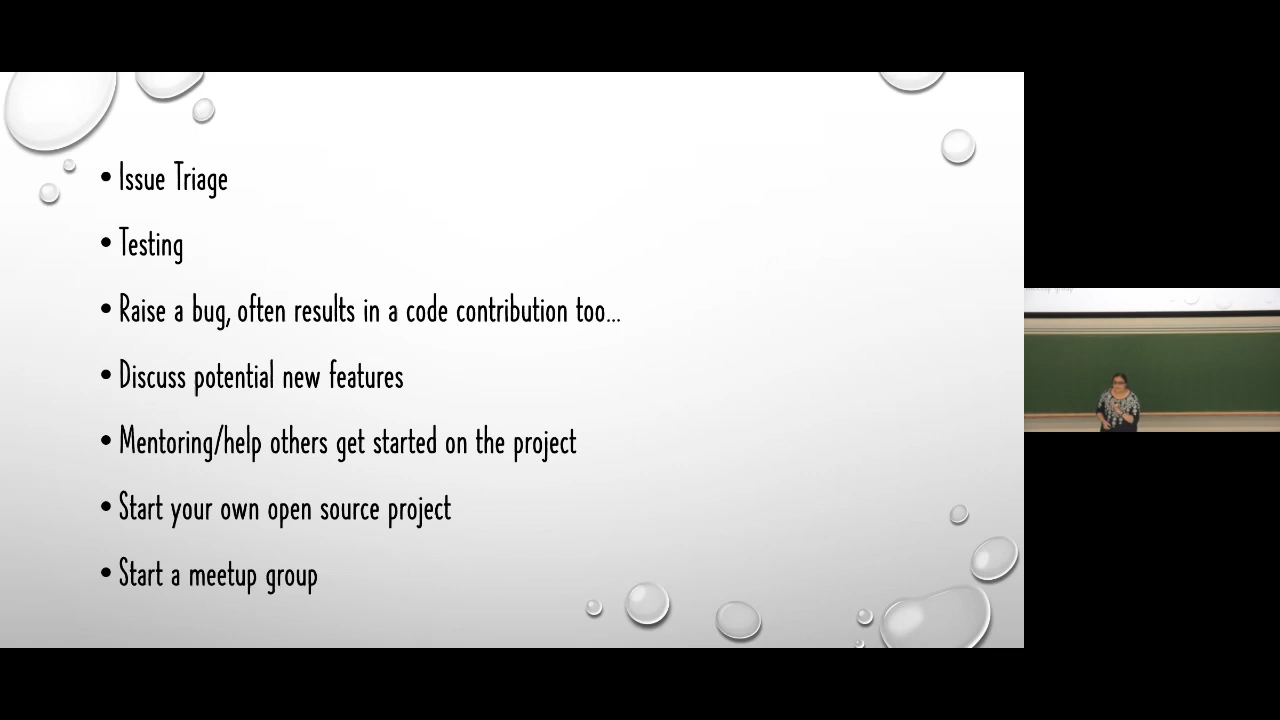 • Issue Triage
• Testing
• Raise a bug, often results in a code contribution too...
• Discuss potential new features
• Mentoring/help others get started on the project
• Start your own open source project
• Start a meetup group